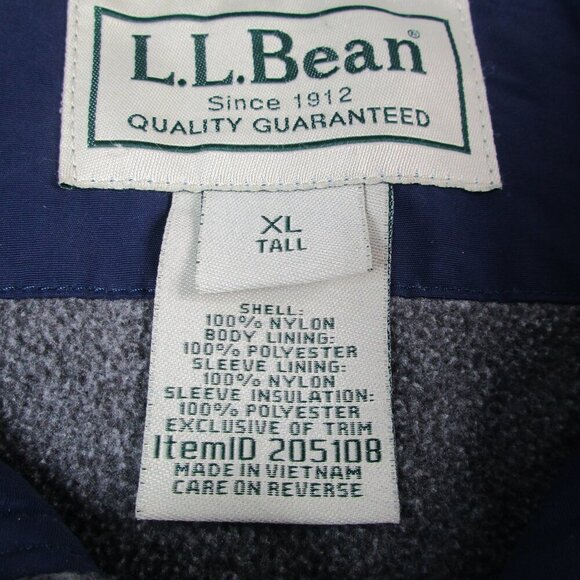 L.L.Bean®
Since 1912
QUALITY GUARANTEED
XL
TALL
SHELL:
100% NYLON
BODY LINING:
100% POLYESTER
SLEEVE LINING:
100% NYLON
SLEEVE INSULATION:
100% POLYESTER
EXCLUSIVE OF TRIM
ItemID 205108
MADE IN VIETNAM
CARE ON REVERSE